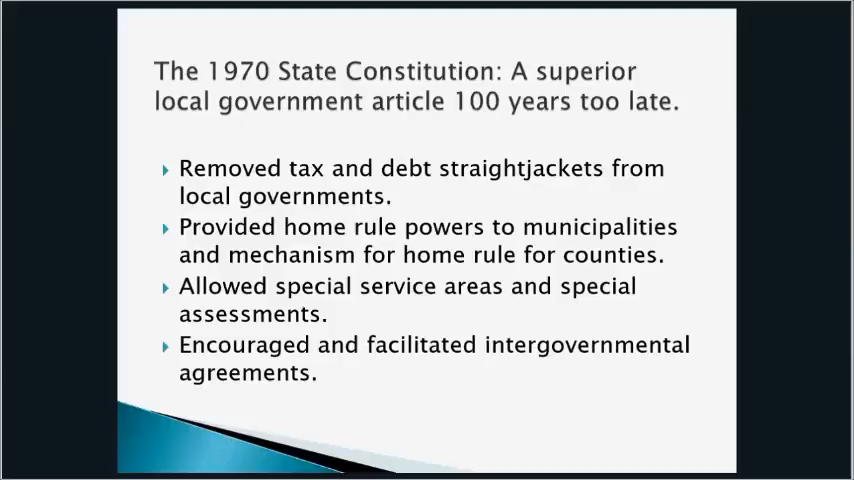 The 1970 State Constitution: A superior
local government article 100 years too late.
Removed tax and debt straightjackets from
local governments.
Provided home rule powers to municipalities
and mechanism for home rule for counties.
Allowed special service areas and special
assessments.
Encouraged and facilitated intergovernmental
agreements.